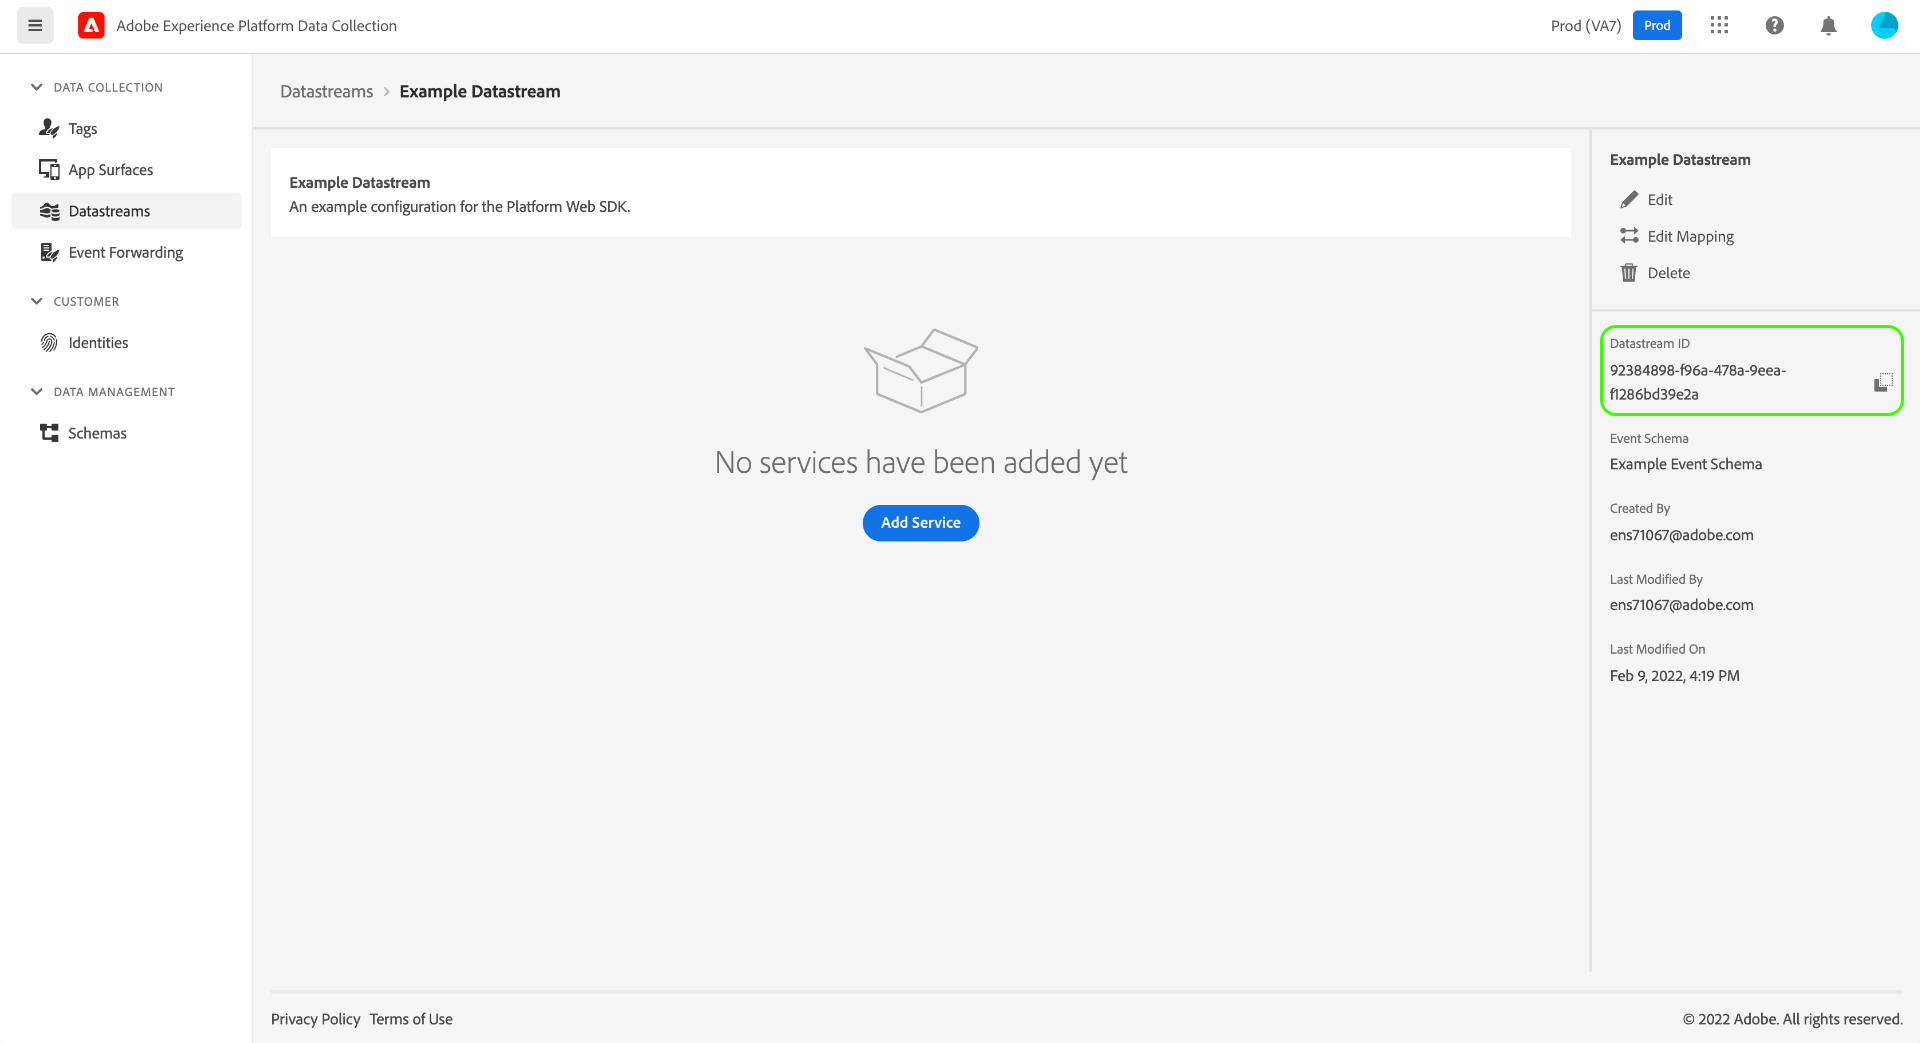 Adobe Experience Platform Data Collection
Prod (VA7)
Prod
DATA COLLECTION
Tags
App Surfaces
Datastreams
Event Forwarding
CUSTOMER
Identities
DATA MANAGEMENT
Schemas
Datastreams > Example Datastream
Example Datastream
An example configuration for the Platform Web SDK.
No services have been added yet
Add Service
Example Datastream
Edit
Edit Mapping
Delete
Datastream ID
92384898-f96a-478a-9eea-
f1286bd39e2a
Event Schema
Example Event Schema
Created By
ens71067@adobe.com
Last Modified By
ens71067@adobe.com
Last Modified On
Feb 9, 2022, 4:19 PM
Privacy Policy Terms of Use
© 2022 Adobe. All rights reserved.